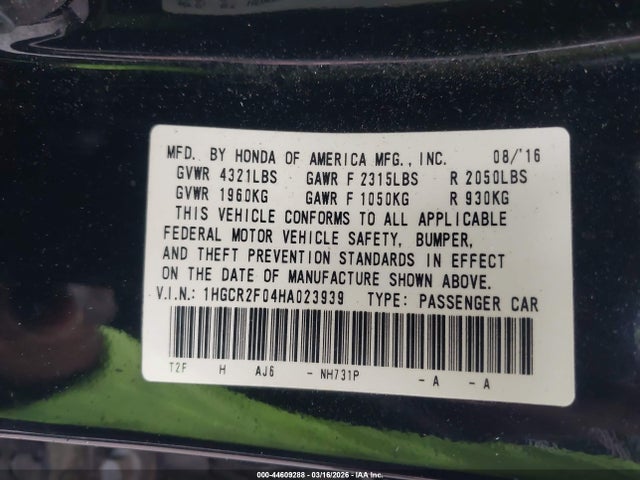 MFD. BY HONDA OF AMERICA MFG., INC. 08/'16
GVWR 4321LBS GAWR F 2315LBS R 2050LBS
GVWR 1960KG GAWR F 1050KG R 930KG
THIS VEHICLE CONFORMS TO ALL APPLICABLE
FEDERAL MOTOR VEHICLE SAFETY, BUMPER,
AND THEFT PREVENTION STANDARDS IN EFFECT
ON THE DATE OF MANUFACTURE SHOWN ABOVE.
V.I.N.: 1HGCR2F04HA023939 TYPE: PASSENGER CAR
T2F H AJ6 - NH731P - A - A
000-44609288 - 03/16/2026 - IAA Inc.